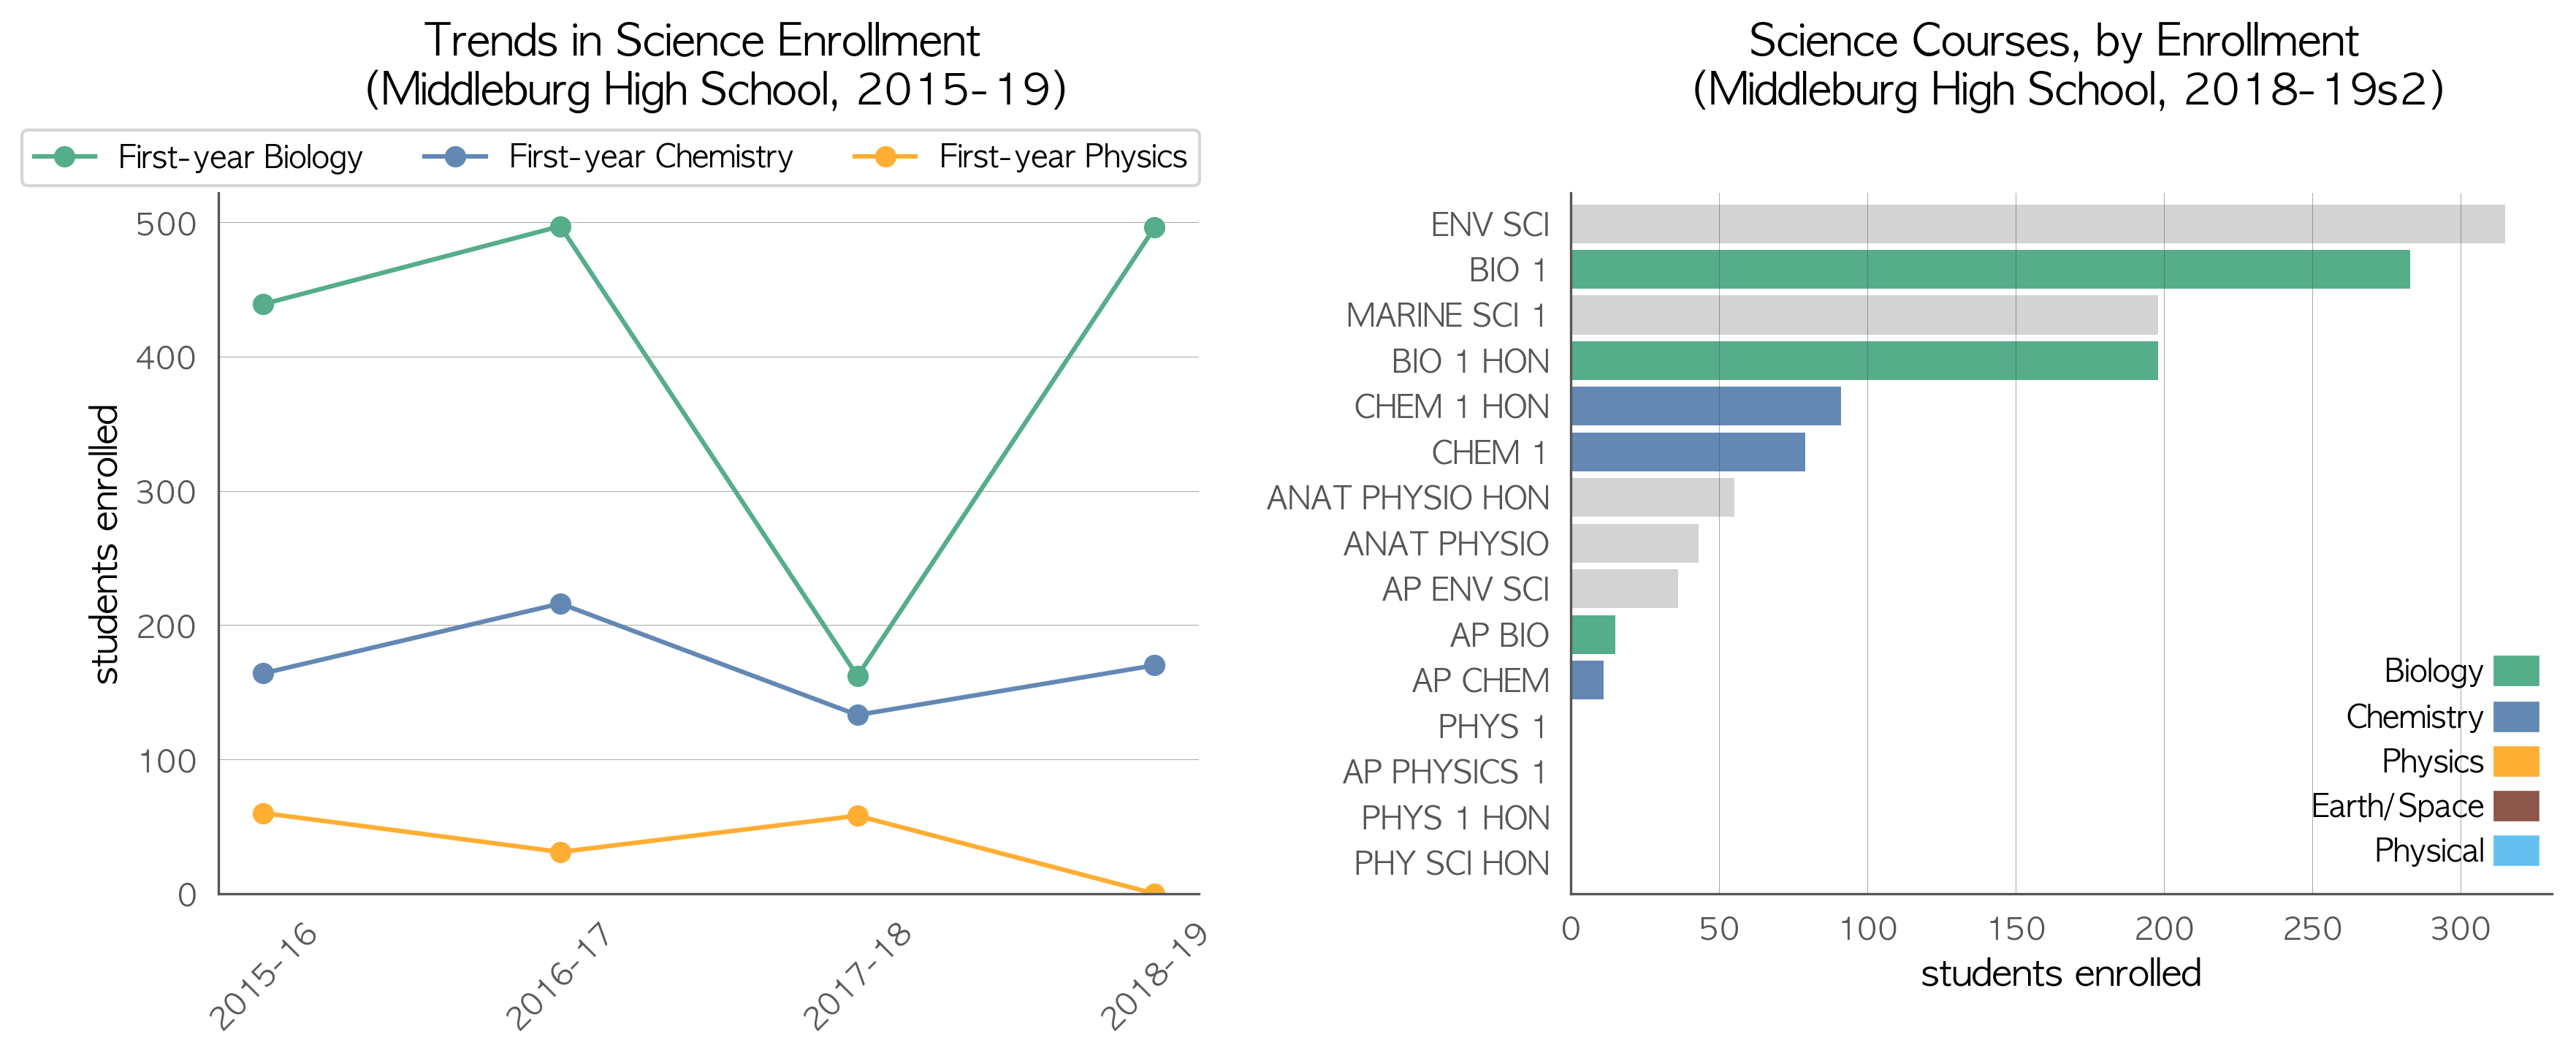 Trends in Science Enrollment
(Middleburg High School, 2015-19)
First-year Biology
First-year Chemistry
First-year Physics
500
400
300
200
100
0
students enrolled
2015-16
2016-17
2017-18
2018-19
Science Courses, by Enrollment
(Middleburg High School, 2018-19s2)
ENV SCI
BIO 1
MARINE SCI 1
BIO 1 HON
CHEM 1 HON
CHEM 1
ANAT PHYSIO HON
ANAT PHYSIO
AP ENV SCI
AP BIO
AP CHEM
PHYS 1
AP PHYSICS 1
PHYS 1 HON
PHY SCI HON
Biology
Chemistry
Physics
Earth/Space
Physical
0 50 100 150 200 250 300
students enrolled